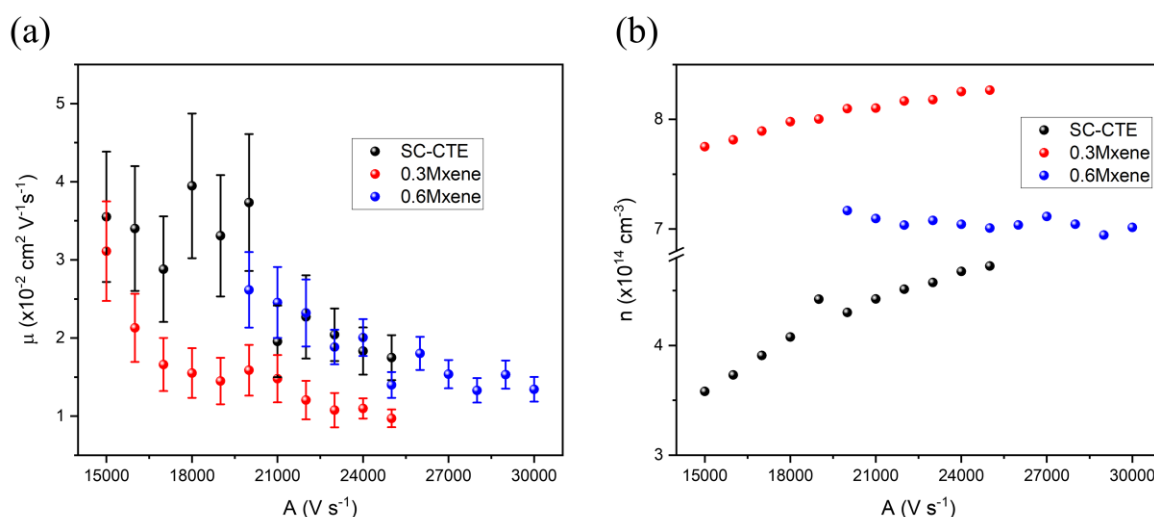 (a)
5
4
3
2
1
μ (x10⁻² cm² V⁻¹s⁻¹)
SC-CTE
0.3Mxene
0.6Mxene
15000 18000 21000 24000 27000 30000
A (V s⁻¹)
(b)
8
7
4
3
n (x10¹⁴ cm⁻³)
SC-CTE
0.3Mxene
0.6Mxene
15000 18000 21000 24000 27000 30000
A (V s⁻¹)